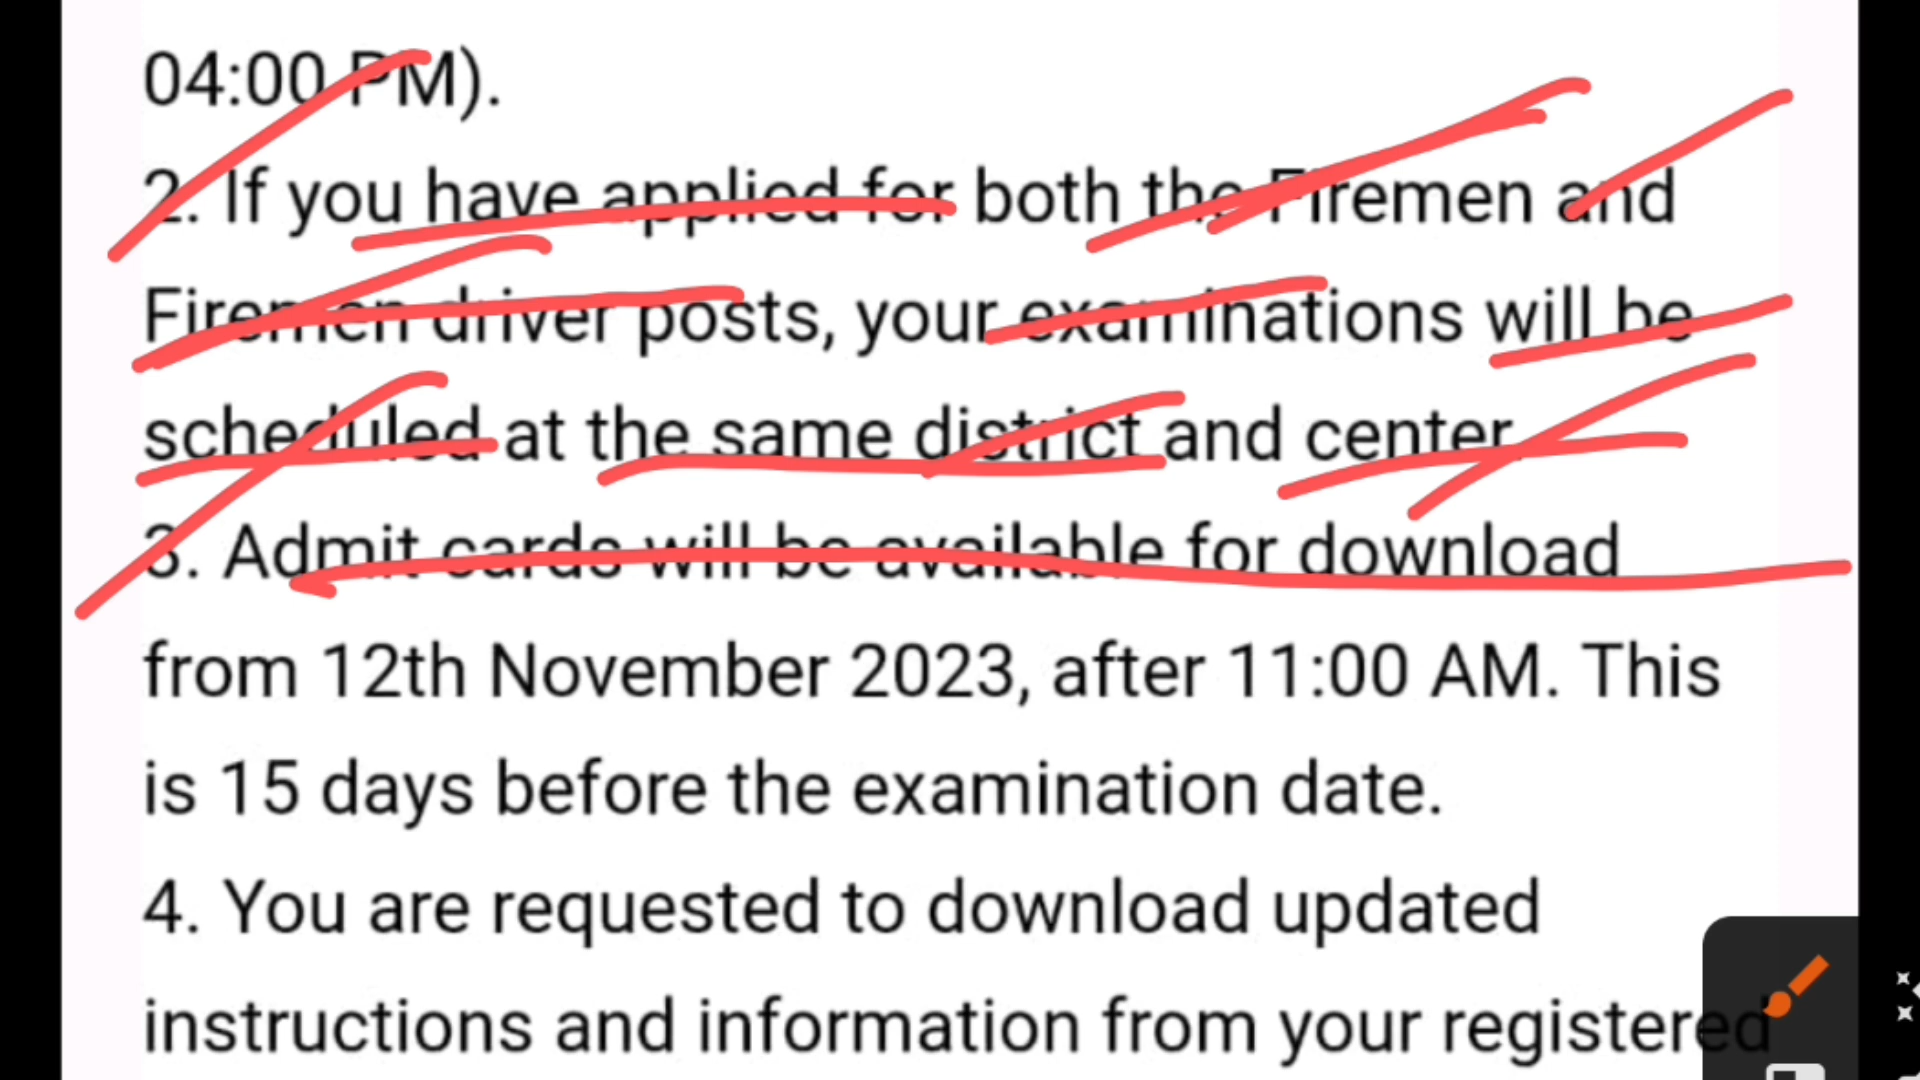 04:00 PM).
2. If you have applied for both the Firemen and
Firemen driver posts, your examinations will be
scheduled at the same district and center
3. Admit cards will be available for download
from 12th November 2023, after 11:00 AM. This
is 15 days before the examination date.
4. You are requested to download updated
instructions and information from your registered